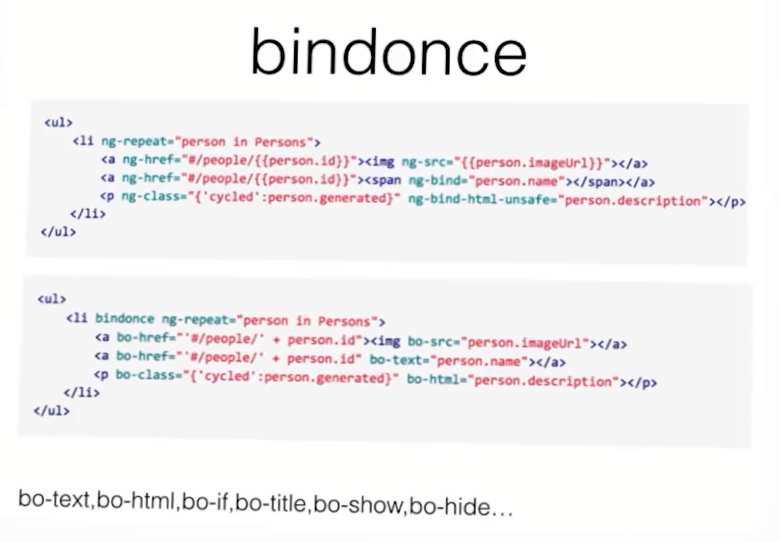 bindonce
<ul>
<li ng-repeat="person in Persons">
<a ng-href="#/people/{{person.id}}"><img ng-src="{{person.imageUrl}}"></a>
<a ng-href="#/people/{{person.id}}"><span ng-bind="person.name"></span></a>
<p ng-class="{'cycled':person.generated}" ng-bind-html-unsafe="person.description"></p>
</li>
</ul>
<ul>
<li bindonce ng-repeat="person in Persons">
<a bo-href="'#/people/' + person.id"><img bo-src="person.imageUrl"></a>
<a bo-href="'#/people/' + person.id" bo-text="person.name"></a>
<p bo-class="{'cycled':person.generated}" bo-html="person.description"></p>
</li>
</ul>
bo-text,bo-html,bo-if,bo-title,bo-show,bo-hide...